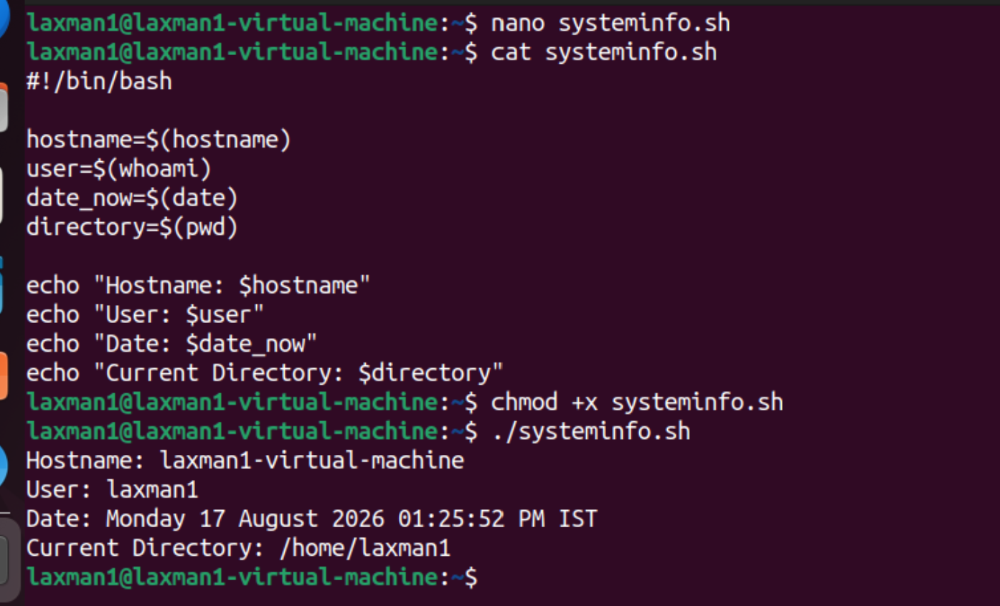 laxman1@laxman1-virtual-machine:~$ nano systeminfo.sh
laxman1@laxman1-virtual-machine:~$ cat systeminfo.sh
#!/bin/bash

hostname=$(hostname)
user=$(whoami)
date_now=$(date)
directory=$(pwd)

echo "Hostname: $hostname"
echo "User: $user"
echo "Date: $date_now"
echo "Current Directory: $directory"
laxman1@laxman1-virtual-machine:~$ chmod +x systeminfo.sh
laxman1@laxman1-virtual-machine:~$ ./systeminfo.sh
Hostname: laxman1-virtual-machine
User: laxman1
Date: Monday 17 August 2026 01:25:52 PM IST
Current Directory: /home/laxman1
laxman1@laxman1-virtual-machine:~$